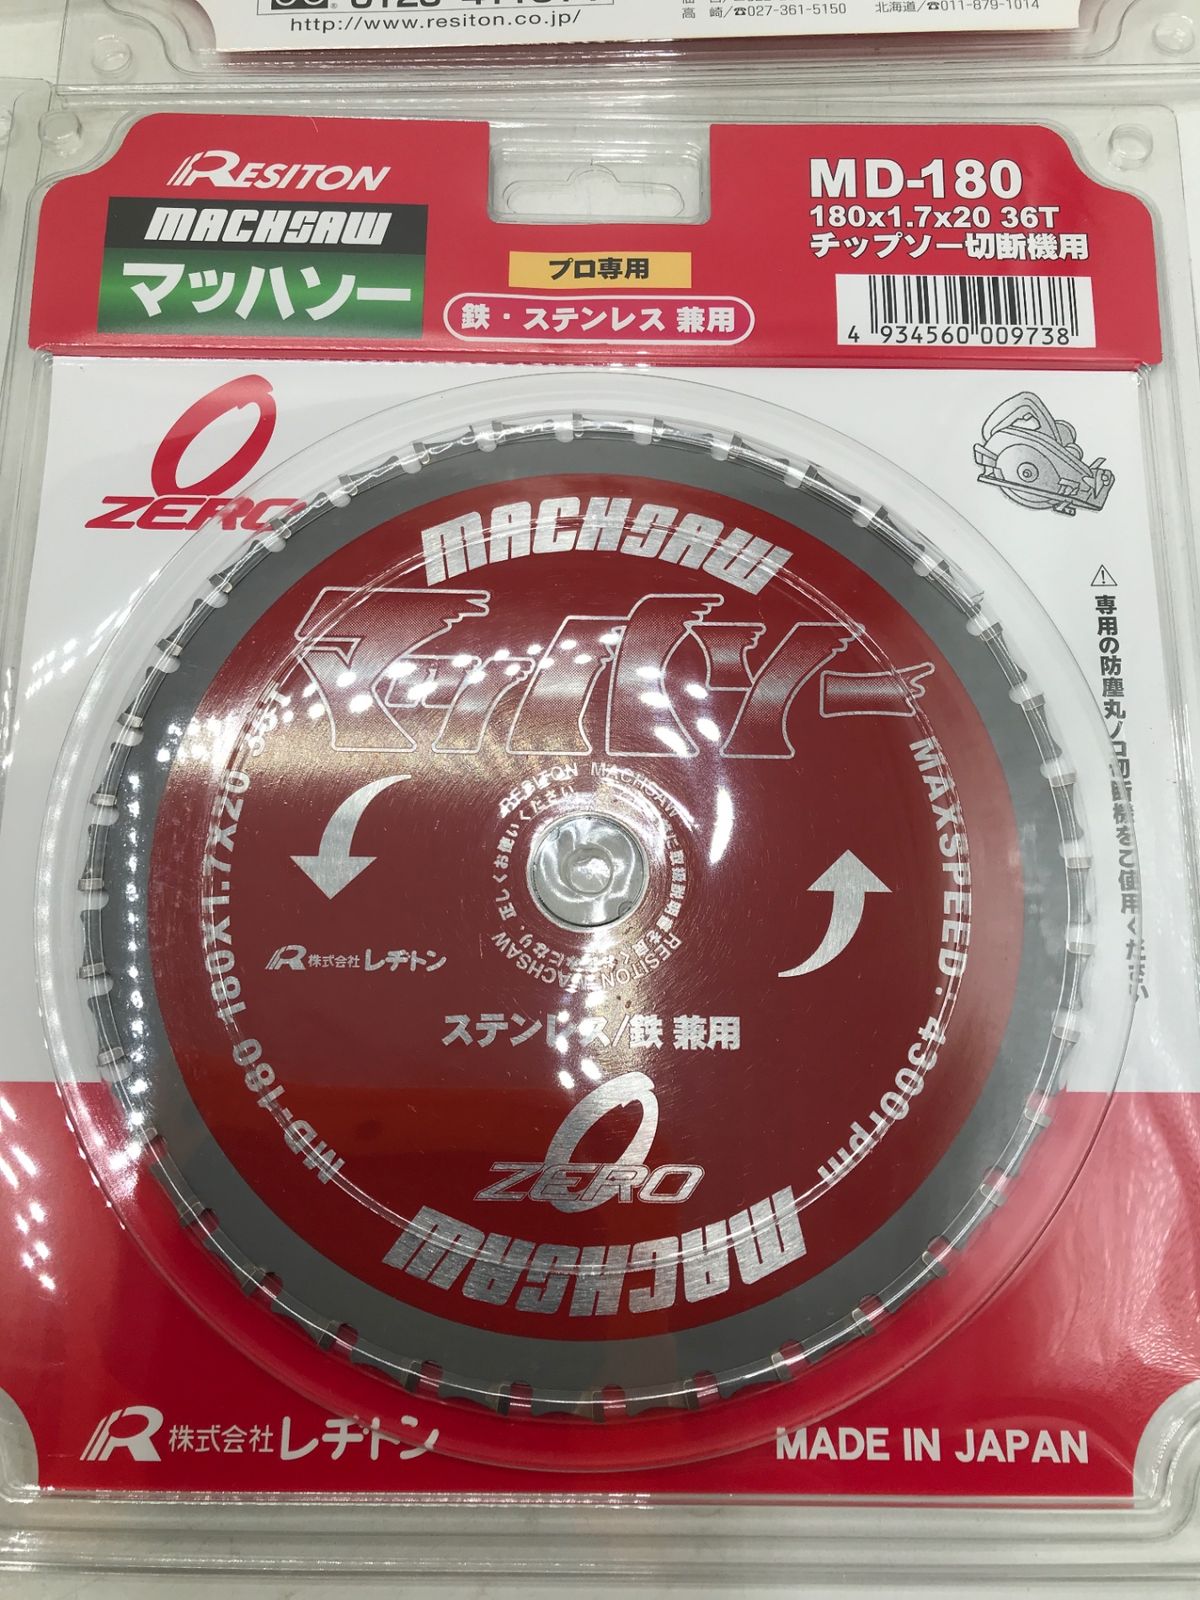 http://www.resiton.co.jp/
高 崎/☎027-361-5150 北海道/☎011-879-1014
RESITON
MACHSAW
マッハソー
プロ専用
鉄・ステンレス 兼用
MD-180
180x1.7x20 36T
チップソー切断機用
4 934560 009738
ZERO
⚠専用の防塵丸ノコ切断機をご使用ください
MACHSAW
マッハソー
MAXSPEED・4300rpm
MD-180 180X1.7X20
RESITON MACHSAW
株式会社レヂトン
ステンレス/鉄 兼用
ZERO
MACHSAW
株式会社レヂトン
MADE IN JAPAN